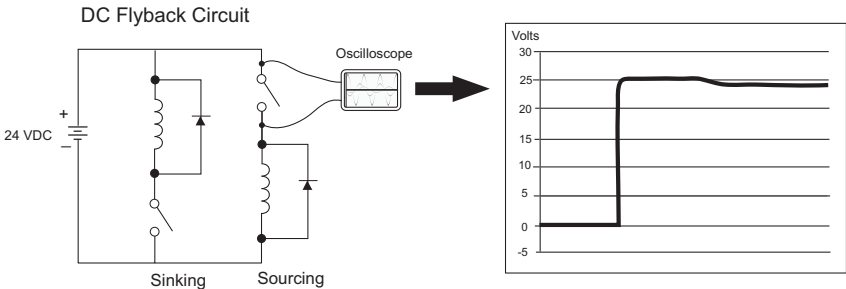 DC Flyback Circuit
Oscilloscope
+
24 VDC
–
Sinking
Sourcing
Volts
30
25
20
15
10
5
0
-5